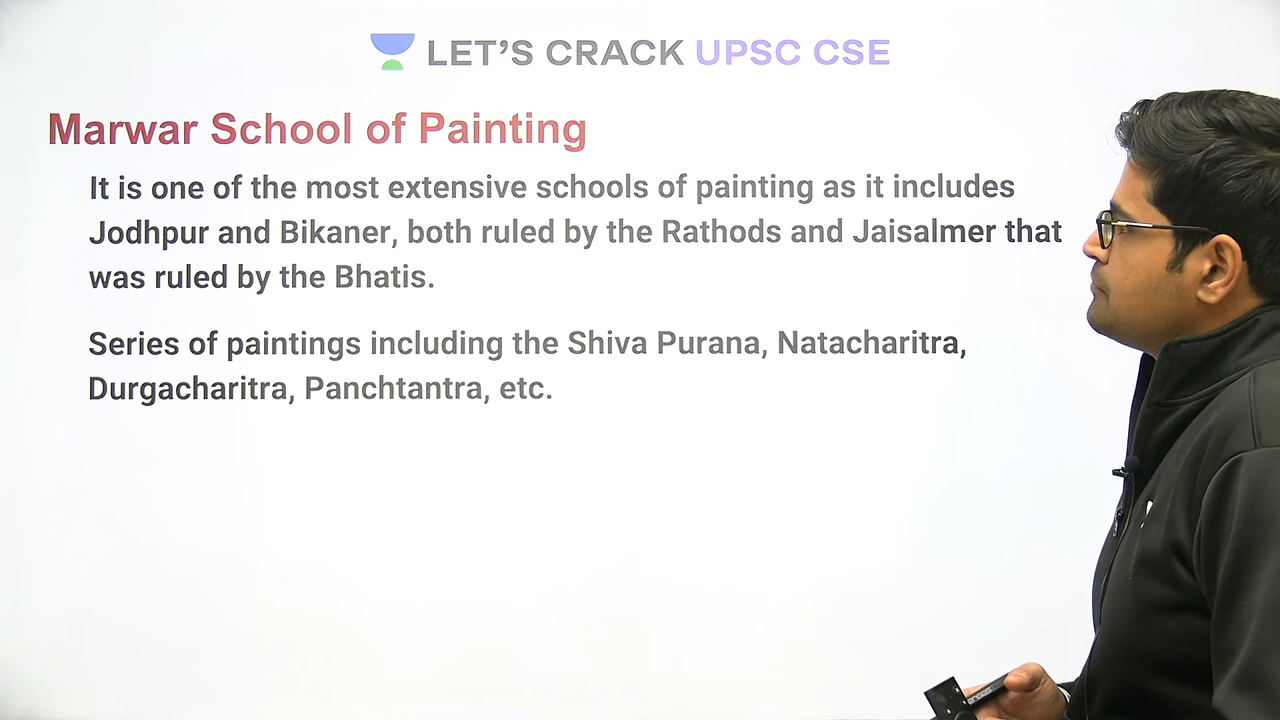 LET'S CRACK UPSC CSE
Marwar School of Painting
It is one of the most extensive schools of painting as it includes
Jodhpur and Bikaner, both ruled by the Rathods and Jaisalmer that
was ruled by the Bhatis.
Series of paintings including the Shiva Purana, Natacharitra,
Durgacharitra, Panchtantra, etc.